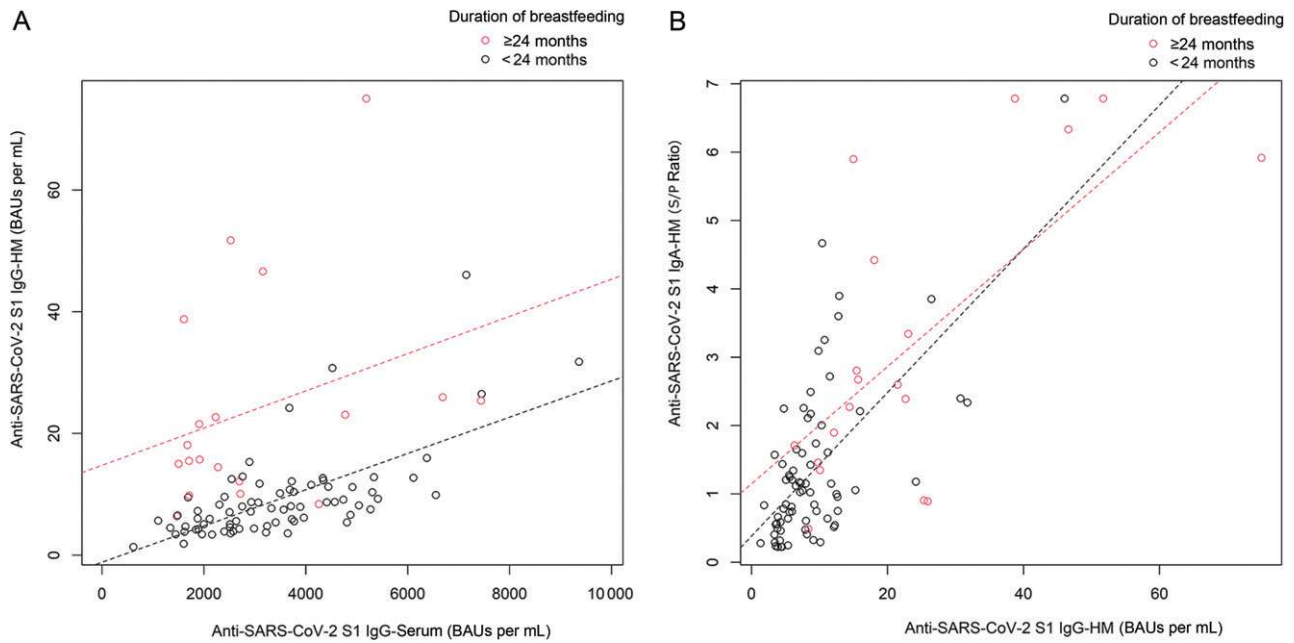 A
Duration of breastfeeding
≥24 months
<24 months
Anti-SARS-CoV-2 S1 IgG-HM (BAUs per mL)
60
40
20
0
0 2000 4000 6000 8000 10000
Anti-SARS-CoV-2 S1 IgG-Serum (BAUs per mL)
B
Duration of breastfeeding
≥24 months
<24 months
Anti-SARS-CoV-2 S1 IgA-HM (S/P Ratio)
7
6
5
4
3
2
1
0
0 20 40 60
Anti-SARS-CoV-2 S1 IgG-HM (BAUs per mL)